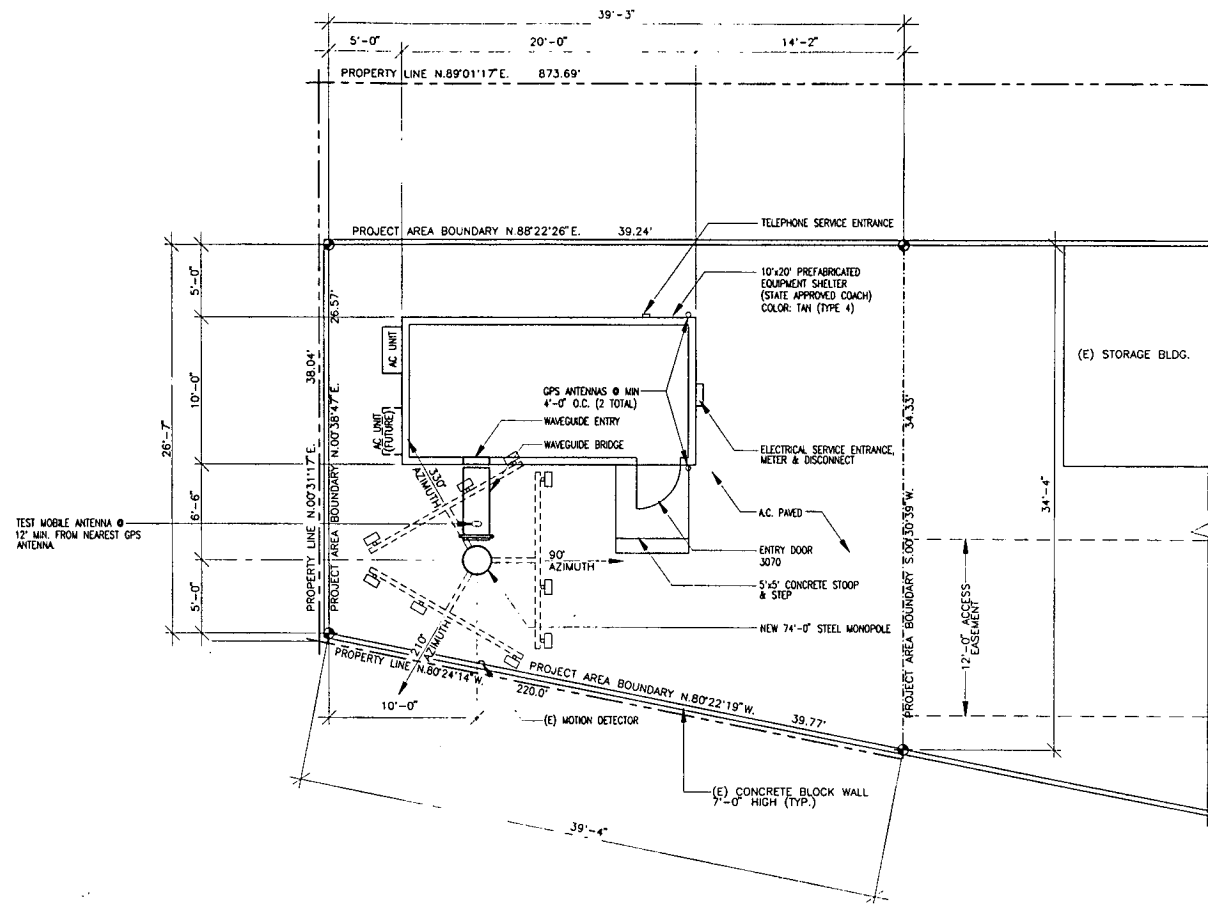 39'-3"
5'-0"
20'-0"
14'-2"
PROPERTY LINE N.89°01'17"E. 873.69'
TELEPHONE SERVICE ENTRANCE
PROJECT AREA BOUNDARY N.88°22'26"E. 39.24'
10'x20' PREFABRICATED
EQUIPMENT SHELTER
(STATE APPROVED COACH)
COLOR: TAN (TYPE 4)
5'-0"
10'-0"
6'-6"
5'-0"
26'-7"
PROPERTY LINE N.00°31'17"E. 38.04'
PROJECT AREA BOUNDARY N.00°38'47"E. 26.57'
AC UNIT
AC UNIT
(FUTURE)
GPS ANTENNAS @ MIN
4'-0" O.C. (2 TOTAL)
WAVEGUIDE ENTRY
WAVEGUIDE BRIDGE
(E) STORAGE BLDG.
ELECTRICAL SERVICE ENTRANCE,
METER & DISCONNECT
330°
AZIMUTH
TEST MOBILE ANTENNA @
12' MIN. FROM NEAREST GPS
ANTENNA
A.C. PAVED
90°
AZIMUTH
ENTRY DOOR
3070
5'x5' CONCRETE STOOP
& STEP
210°
AZIMUTH
NEW 74'-0" STEEL MONOPOLE
PROJECT AREA BOUNDARY S.00°30'39"W. 34.33'
34'-4"
12'-0" ACCESS
EASEMENT
PROPERTY LINE N.80°24'14"W. 220.0'
PROJECT AREA BOUNDARY N.80°22'19"W. 39.77'
10'-0"
(E) MOTION DETECTOR
(E) CONCRETE BLOCK WALL
7'-0" HIGH (TYP.)
39'-4"